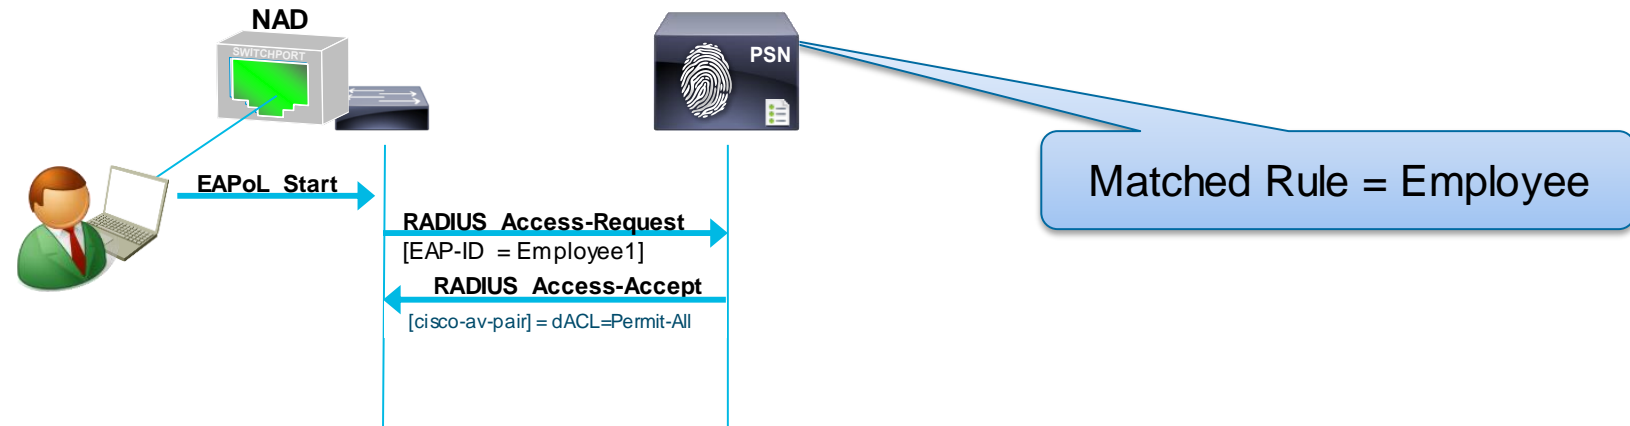 NAD
SWITCHPORT
PSN
Matched Rule = Employee
EAPoL Start
RADIUS Access-Request
[EAP-ID = Employee1]
RADIUS Access-Accept
[cisco-av-pair] = dACL=Permit-All